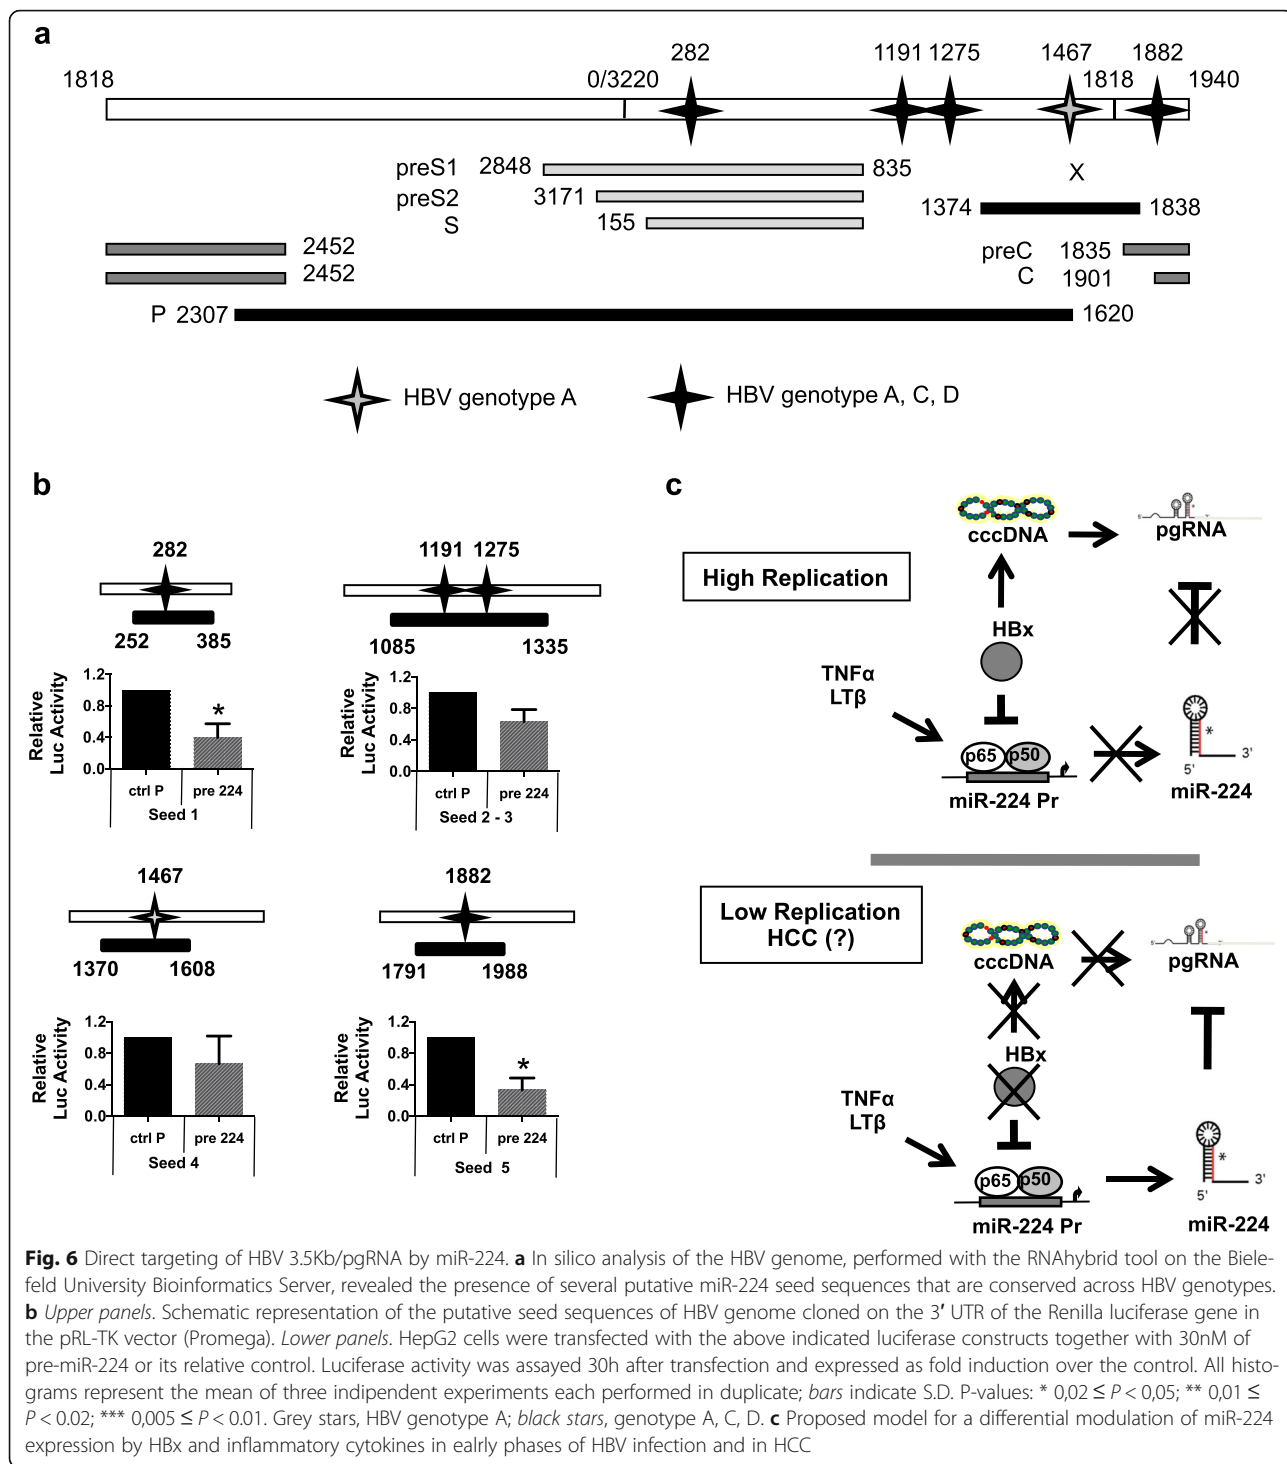 a
282 1191 1275 1467 1882
1818 0/3220 1818 1940
preS1 2848 835 X
preS2 3171 1374 1838
S 155
2452 preC 1835
2452 C 1901
P 2307 1620
HBV genotype A HBV genotype A, C, D
b
282
252 385
Relative
Luc Activity
1.2
0.8
0.4
0.0
*
ctrl P pre 224
Seed 1
1191 1275
1085 1335
Relative
Luc Activity
1.2
0.8
0.4
0.0
ctrl P pre 224
Seed 2 - 3
1467
1370 1608
Relative
Luc Activity
1.2
0.8
0.4
0.0
ctrl P pre 224
Seed 4
1882
1791 1988
Relative
Luc Activity
1.2
0.8
0.4
0.0
*
ctrl P pre 224
Seed 5
c
High Replication
cccDNA pgRNA
HBx
TNFα
LTβ
p65 p50
miR-224 Pr
*
5' 3'
miR-224
Low Replication
HCC (?)
cccDNA pgRNA
HBx
TNFα
LTβ
p65 p50
miR-224 Pr
*
5' 3'
miR-224
Fig. 6 Direct targeting of HBV 3.5Kb/pgRNA by miR-224. a In silico analysis of the HBV genome, performed with the RNAhybrid tool on the Biele-
feld University Bioinformatics Server, revealed the presence of several putative miR-224 seed sequences that are conserved across HBV genotypes.
b Upper panels. Schematic representation of the putative seed sequences of HBV genome cloned on the 3′ UTR of the Renilla luciferase gene in
the pRL-TK vector (Promega). Lower panels. HepG2 cells were transfected with the above indicated luciferase constructs together with 30nM of
pre-miR-224 or its relative control. Luciferase activity was assayed 30h after transfection and expressed as fold induction over the control. All histo-
grams represent the mean of three indipendent experiments each performed in duplicate; bars indicate S.D. P-values: * 0,02 ≤ P < 0,05; ** 0,01 ≤
P < 0.02; *** 0,005 ≤ P < 0.01. Grey stars, HBV genotype A; black stars, genotype A, C, D. c Proposed model for a differential modulation of miR-224
expression by HBx and inflammatory cytokines in ealrly phases of HBV infection and in HCC